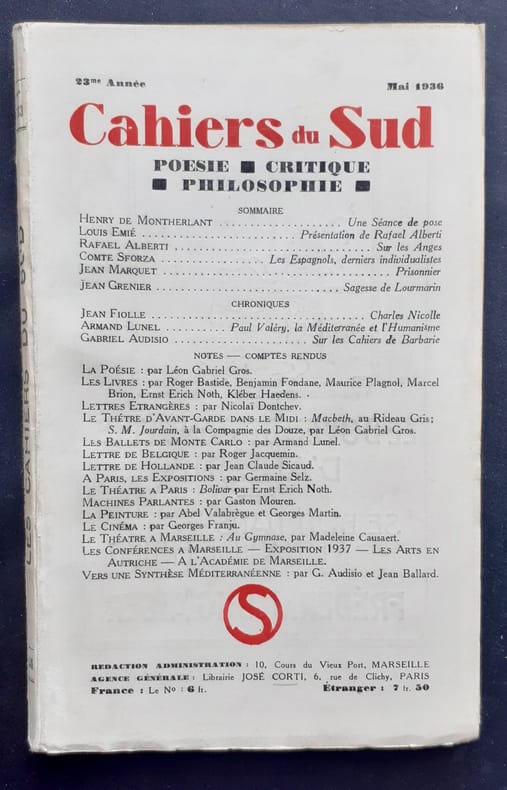 23me Année Mai 1936
Cahiers du Sud
POESIE ■ CRITIQUE
■ PHILOSOPHIE ■
SOMMAIRE
HENRY DE MONTHERLANT .................. Une Séance de pose
LOUIS EMIÉ ........................ Présentation de Rafael Alberti
RAFAEL ALBERTI .................................. Sur les Anges
COMTE SFORZA .................. Les Espagnols, derniers individualistes
JEAN MARQUET .................................... Prisonnier
JEAN GRENIER ............................ Sagesse de Lourmarin
CHRONIQUES
JEAN FIOLLE .................................... Charles Nicolle
ARMAND LUNEL .......... Paul Valéry, la Méditerranée et l'Humanisme
GABRIEL AUDISIO ........................ Sur les Cahiers de Barbarie
NOTES — COMPTES RENDUS
LA POÉSIE : par Léon Gabriel Gros.
LES LIVRES : par Roger Bastide, Benjamin Fondane, Maurice Plagnol, Marcel
Brion, Ernst Erich Noth, Kléber Haedens.
LETTRES ETRANGÈRES : par Nicolaï Dontchev.
LE THÉTRE D'AVANT-GARDE DANS LE MIDI : Macbeth, au Rideau Gris ;
S. M. Jourdain, à la Compagnie des Douze, par Léon Gabriel Gros.
LES BALLETS DE MONTE CARLO : par Armand Lunel.
LETTRE DE BELGIQUE : par Roger Jacquemin.
LETTRE DE HOLLANDE : par Jean Claude Sicaud.
A PARIS, LES EXPOSITIONS : par Germaine Selz.
LE THÉATRE A PARIS : Bolivar par Ernst Erich Noth.
MACHINES PARLANTES : par Gaston Mouren.
LA PEINTURE : par Abel Valabrègue et Georges Martin.
LE CINÉMA : par Georges Franju.
LE THÉATRE A MARSEILLE : Au Gymnase, par Madeleine Causaert.
LES CONFÉRENCES A MARSEILLE — EXPOSITION 1937 — LES ARTS EN
AUTRICHE — A L'ACADÉMIE DE MARSEILLE.
VERS UNE SYNTHÈSE MÉDITERRANÉENNE : par G. Audisio et Jean Ballard.
S
REDACTION ADMINISTRATION : 10, Cours du Vieux Port, MARSEILLE
AGENCE GÉNÉRALE : Librairie JOSÉ CORTI, 6, rue de Clichy, PARIS
France : Le No : 6 fr. Étranger : 7 fr. 50
LES CAHIERS DU SUD